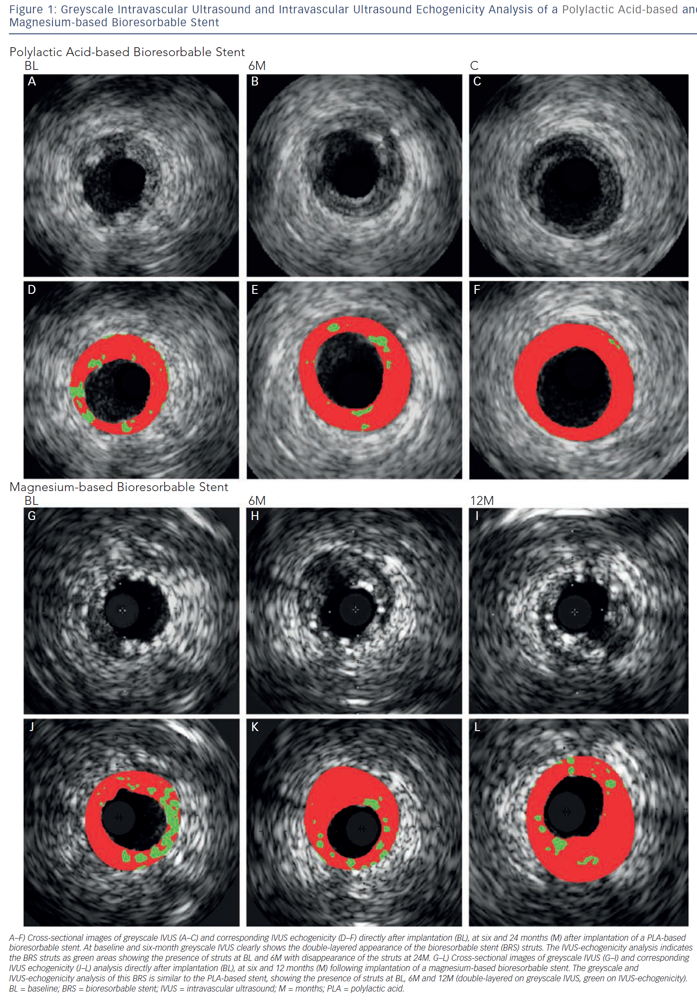 Figure 1: Greyscale Intravascular Ultrasound and Intravascular Ultrasound Echogenicity Analysis of a Polylactic Acid-based an
Magnesium-based Bioresorbable Stent
Polylactic Acid-based Bioresorbable Stent
BL 6M C
A B C
D E F
Magnesium-based Bioresorbable Stent
BL 6M 12M
G H I
J K L
A–F) Cross-sectional images of greyscale IVUS (A–C) and corresponding IVUS echogenicity (D–F) directly after implantation (BL), at six and 24 months (M) after implantation of a PLA-based
bioresorbable stent. At baseline and six-month greyscale IVUS clearly shows the double-layered appearance of the bioresorbable stent (BRS) struts. The IVUS-echogenicity analysis indicates
the BRS struts as green areas showing the presence of struts at BL and 6M with disappearance of the struts at 24M. G–L) Cross-sectional images of greyscale IVUS (G–I) and corresponding
IVUS echogenicity (J–L) analysis directly after implantation (BL), at six and 12 months (M) following implantation of a magnesium-based bioresorbable stent. The greyscale and
IVUS-echogenicity analysis of this BRS is similar to the PLA-based stent, showing the presence of struts at BL, 6M and 12M (double-layered on greyscale IVUS, green on IVUS-echogenicity).
BL = baseline; BRS = bioresorbable stent; IVUS = intravascular ultrasound; M = months; PLA = polylactic acid.